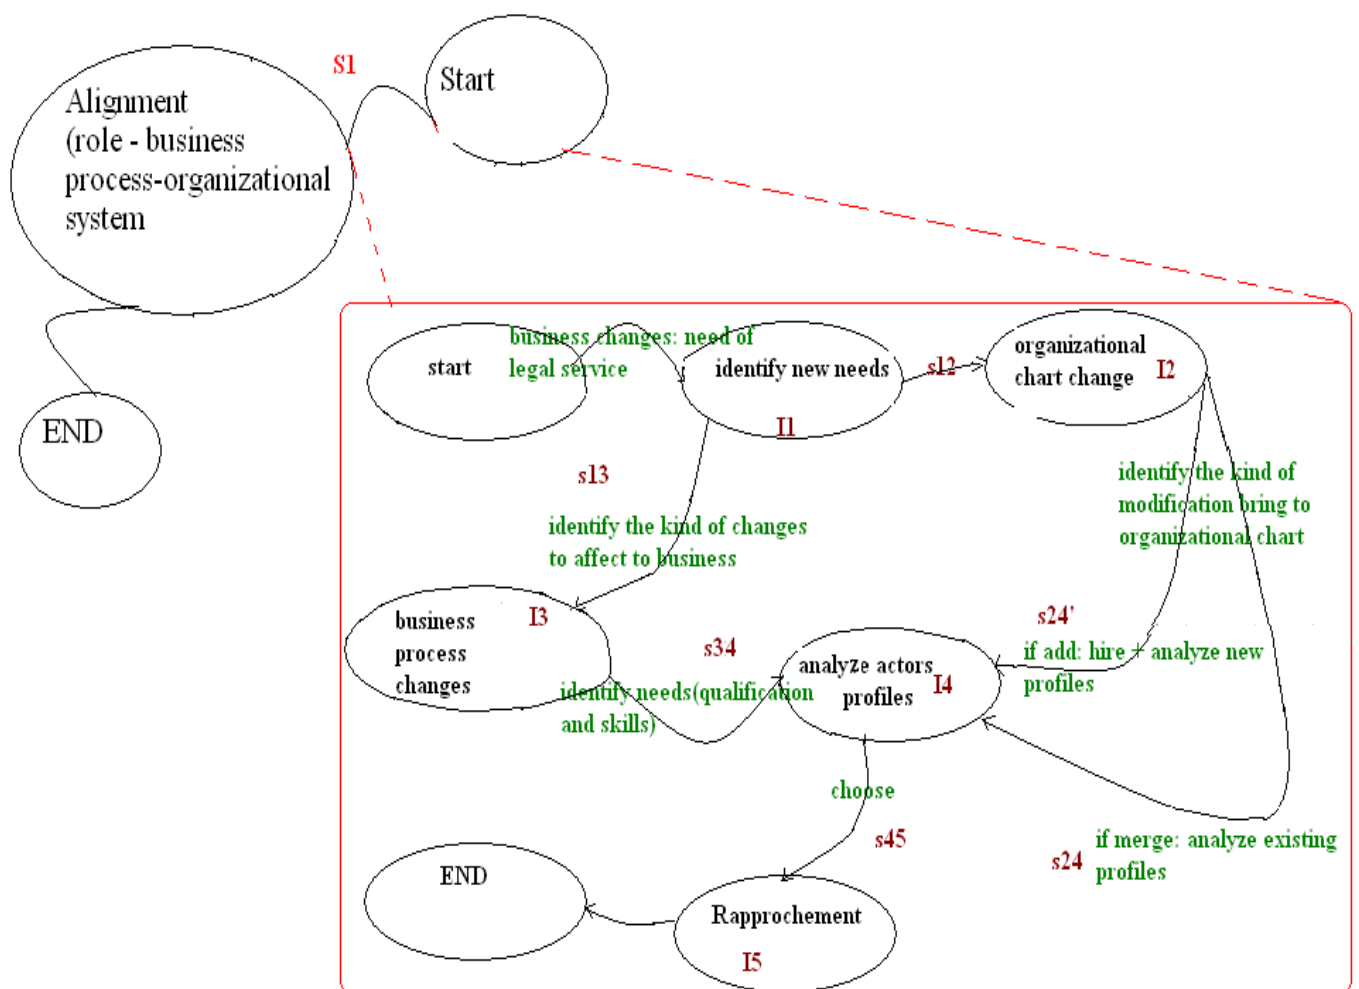 S1
Start
Alignment
(role - business
process-organizational
system
END
start
business changes: need of
legal service
identify new needs
I1
s12
organizational
chart change
I2
s13
identify the kind of changes
to affect to business
identify the kind of
modification bring to
organizational chart
business
process
changes
I3
s34
identify needs(qualification
and skills)
analyze actors
profiles
I4
s24'
if add: hire + analyze new
profiles
choose
s45
s24
if merge: analyze existing
profiles
END
Rapprochement
I5